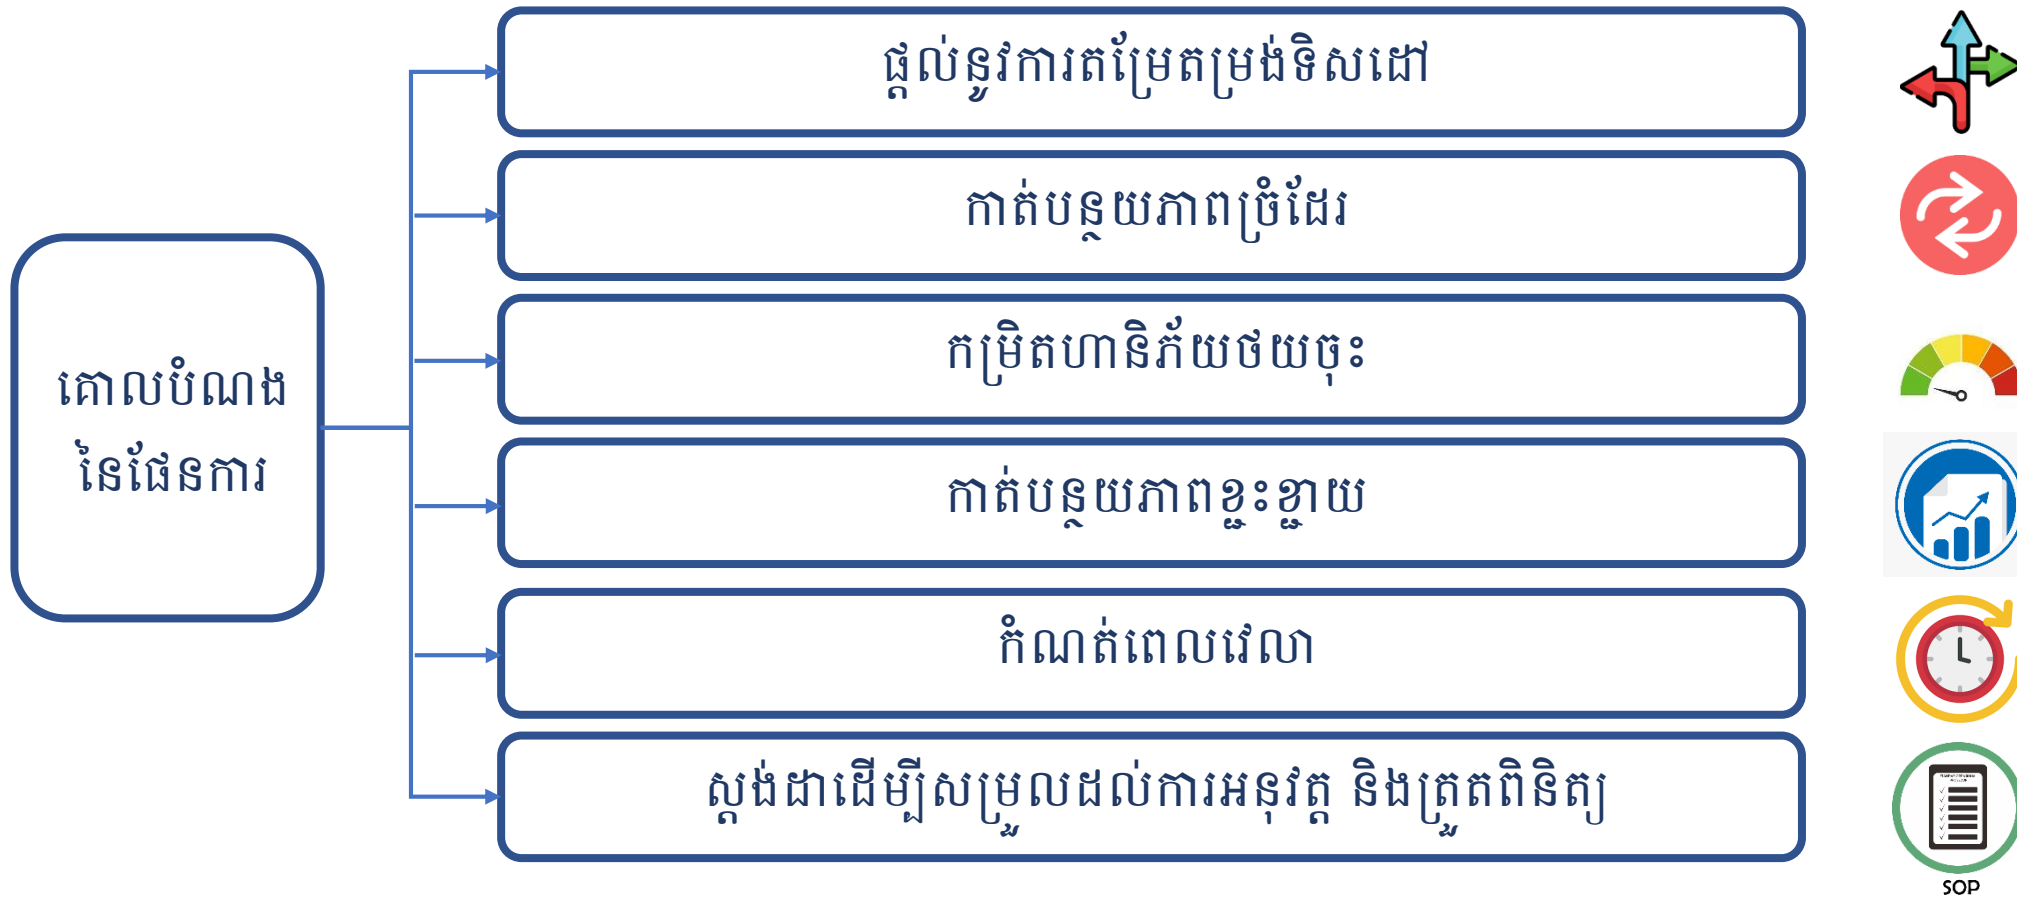 ផ្តល់នូវការតម្រែតម្រង់ទិសដៅ
កាត់បន្ថយភាពច្រំដែរ
កម្រិតហានិភ័យថយចុះ
គោលបំណង
នៃផែនការ
កាត់បន្ថយភាពខ្ជះខ្ជាយ
កំណត់ពេលវេលា
ស្តង់ដាដើម្បីសម្រួលដល់ការអនុវត្ត និងត្រួតពិនិត្យ
SOP